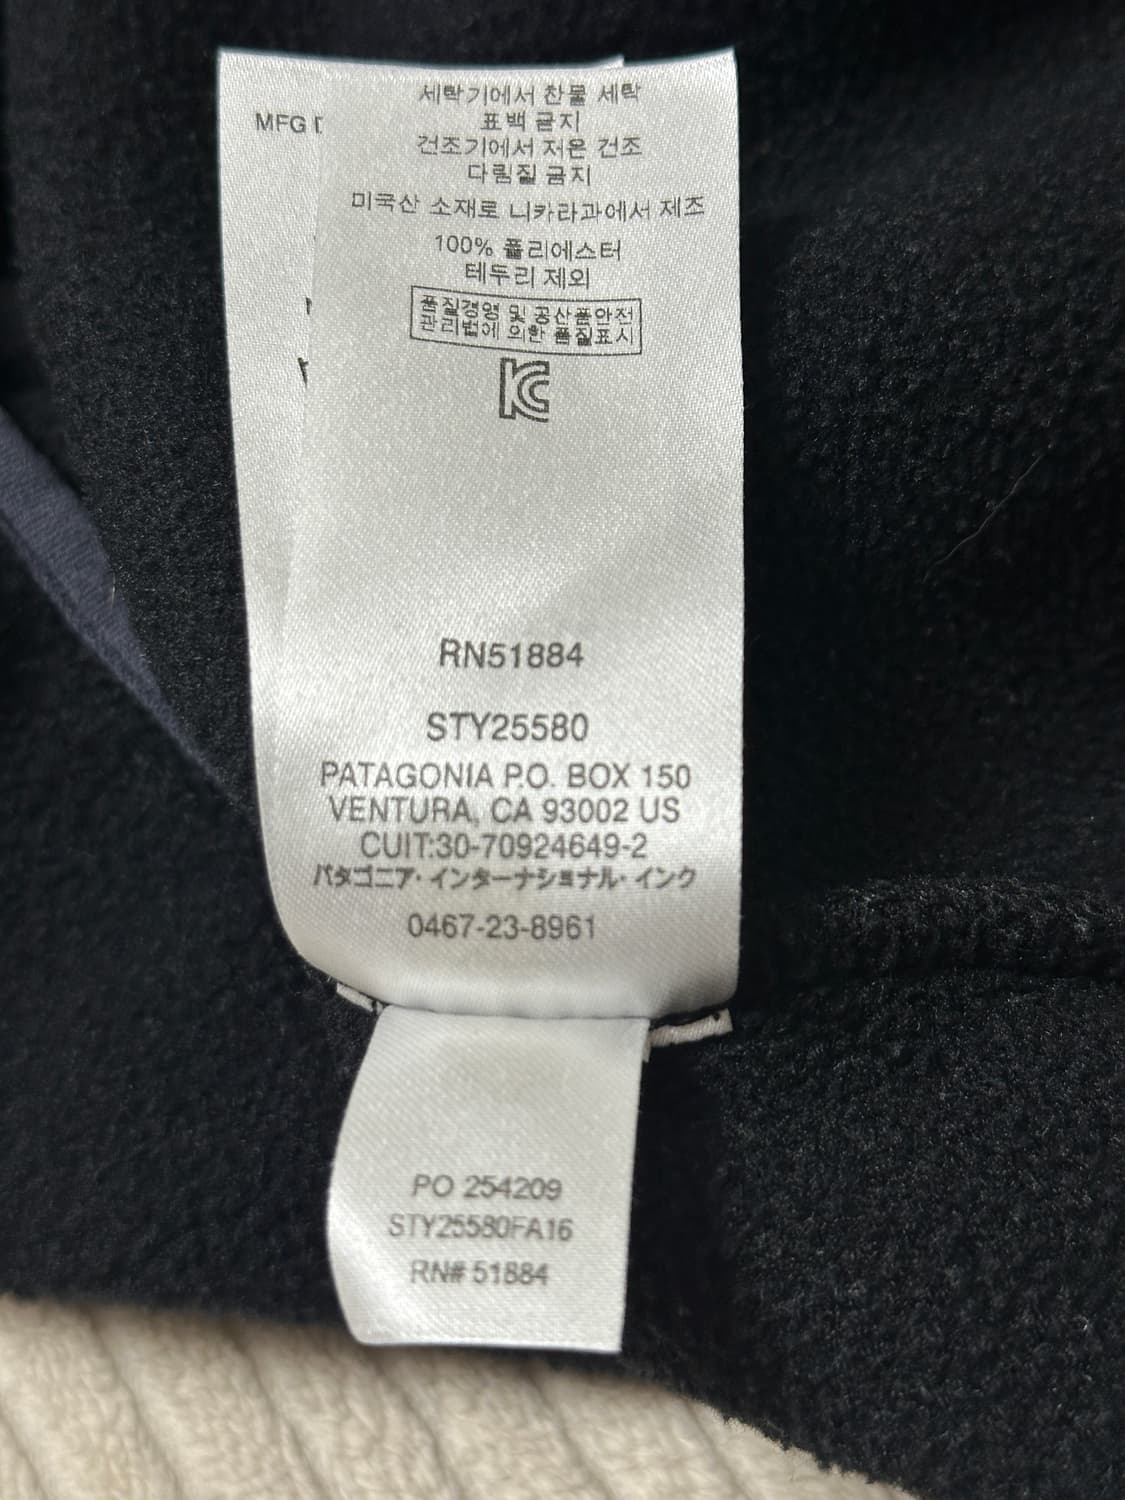 MFG
세탁기에서 찬물 세탁
표백 금지
건조기에서 저온 건조
다림질 금지
미국산 소재로 니카라과에서 제조
100% 폴리에스터
테두리 제외
품질경영 및 공산품안전
관리법에 의한 품질표시
KC
RN51884
STY25580
PATAGONIA P.O. BOX 150
VENTURA, CA 93002 US
CUIT:30-70924649-2
パタゴニア・インターナショナル・インク
0467-23-8961
PO 254209
STY25580FA16
RN# 51884